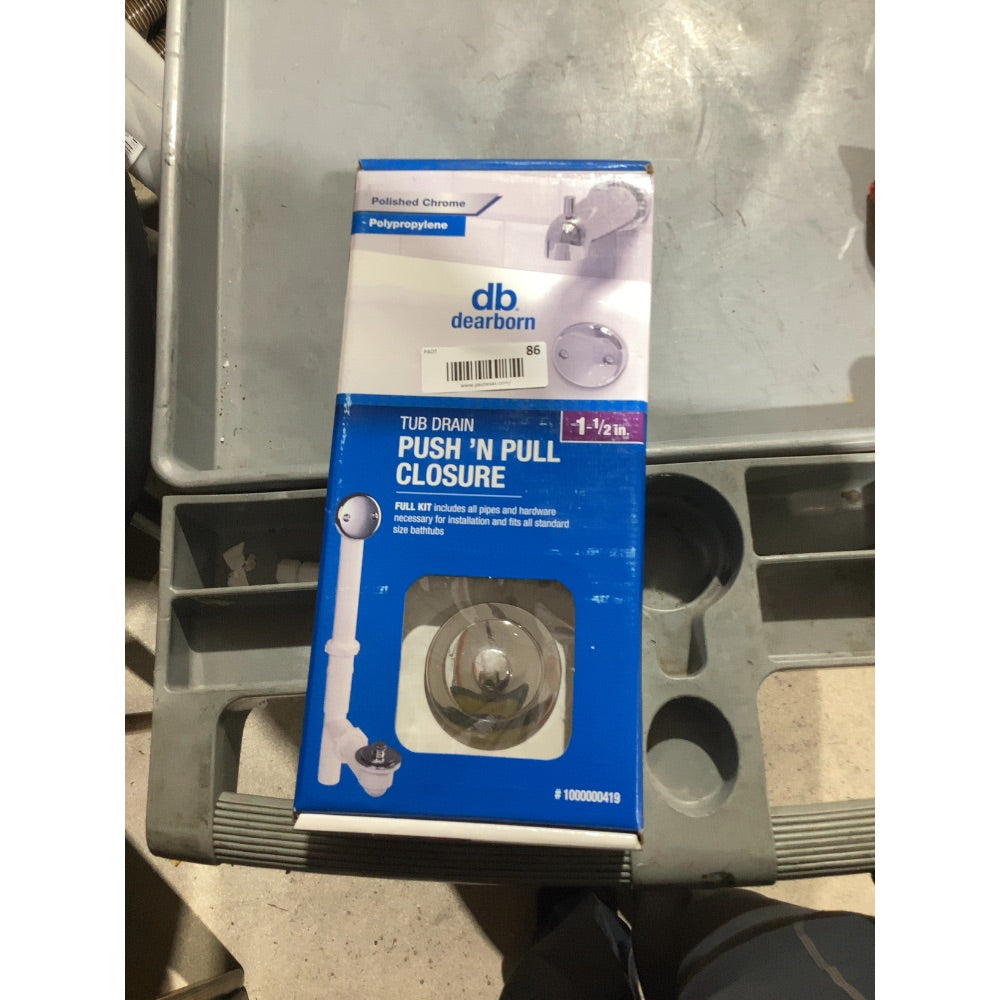 Polished Chrome
Polypropylene
db
dearborn
86
TUB DRAIN
1-1/2 in.
PUSH 'N PULL
CLOSURE
FULL KIT includes all pipes and hardware
necessary for installation and fits all standard
size bathtubs
# 1000000419